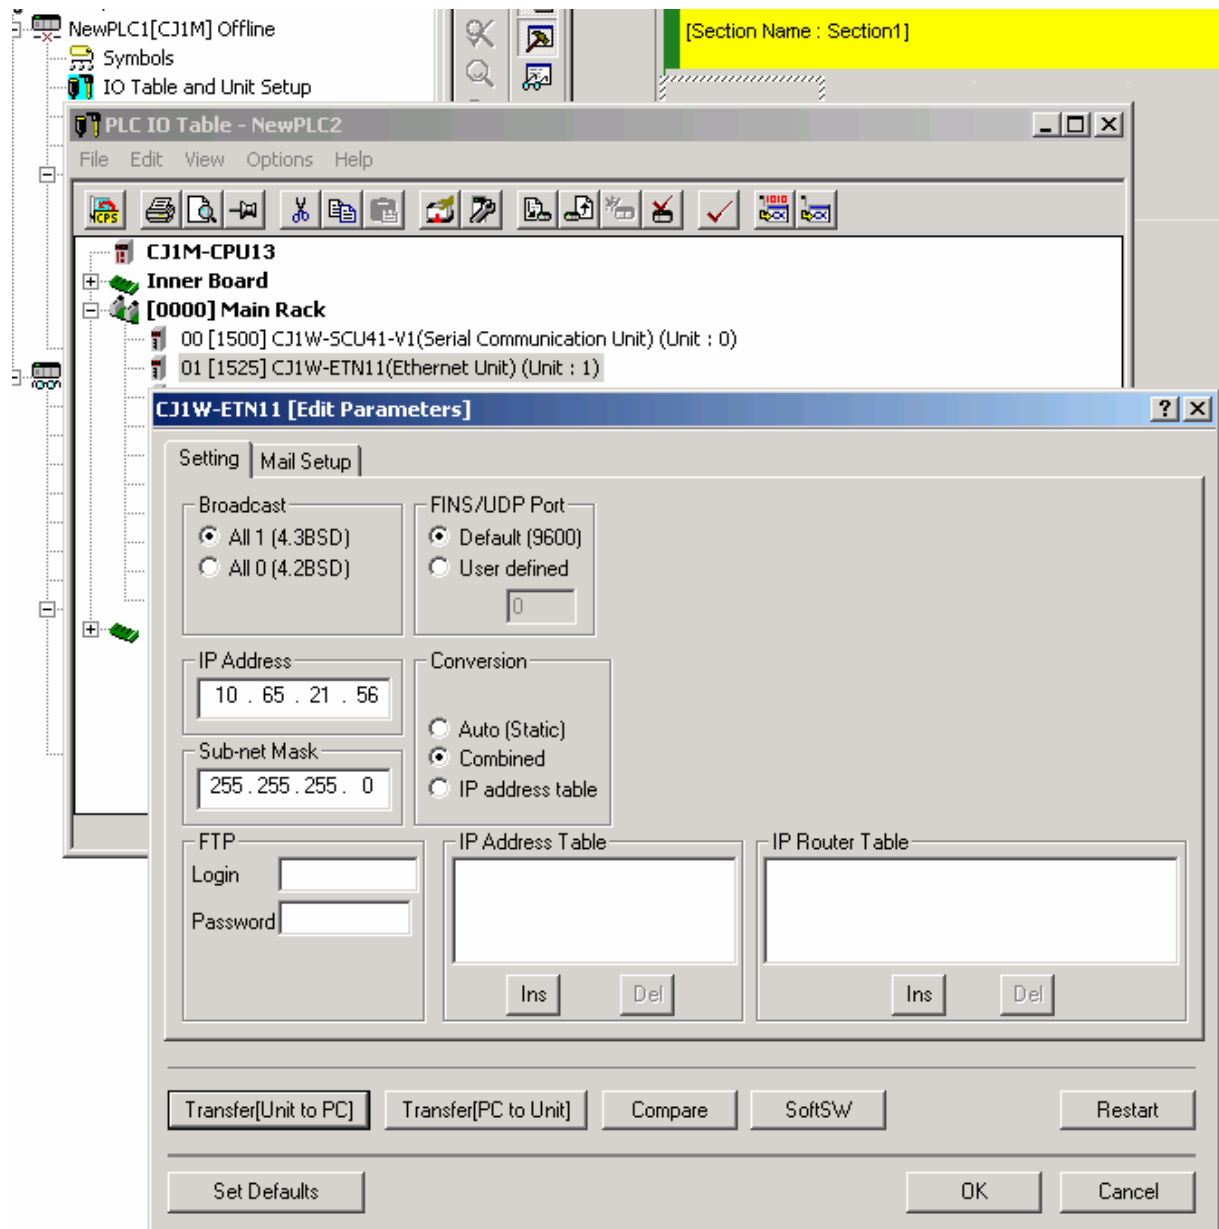 NewPLC1[CJ1M] Offline
[Section Name : Section1]
Symbols
IO Table and Unit Setup
PLC IO Table - NewPLC2
File Edit View Options Help
CPS
1010
CJ1M-CPU13
Inner Board
[0000] Main Rack
00 [1500] CJ1W-SCU41-V1(Serial Communication Unit) (Unit : 0)
01 [1525] CJ1W-ETN11(Ethernet Unit) (Unit : 1)
CJ1W-ETN11 [Edit Parameters]
Setting Mail Setup
Broadcast
All 1 (4.3BSD)
All 0 (4.2BSD)
FINS/UDP Port
Default (9600)
User defined
0
IP Address
10 . 65 . 21 . 56
Sub-net Mask
255 . 255 . 255 . 0
Conversion
Auto (Static)
Combined
IP address table
FTP
Login
Password
IP Address Table
Ins Del
IP Router Table
Ins Del
Transfer[Unit to PC] Transfer[PC to Unit] Compare SoftSW Restart
Set Defaults OK Cancel